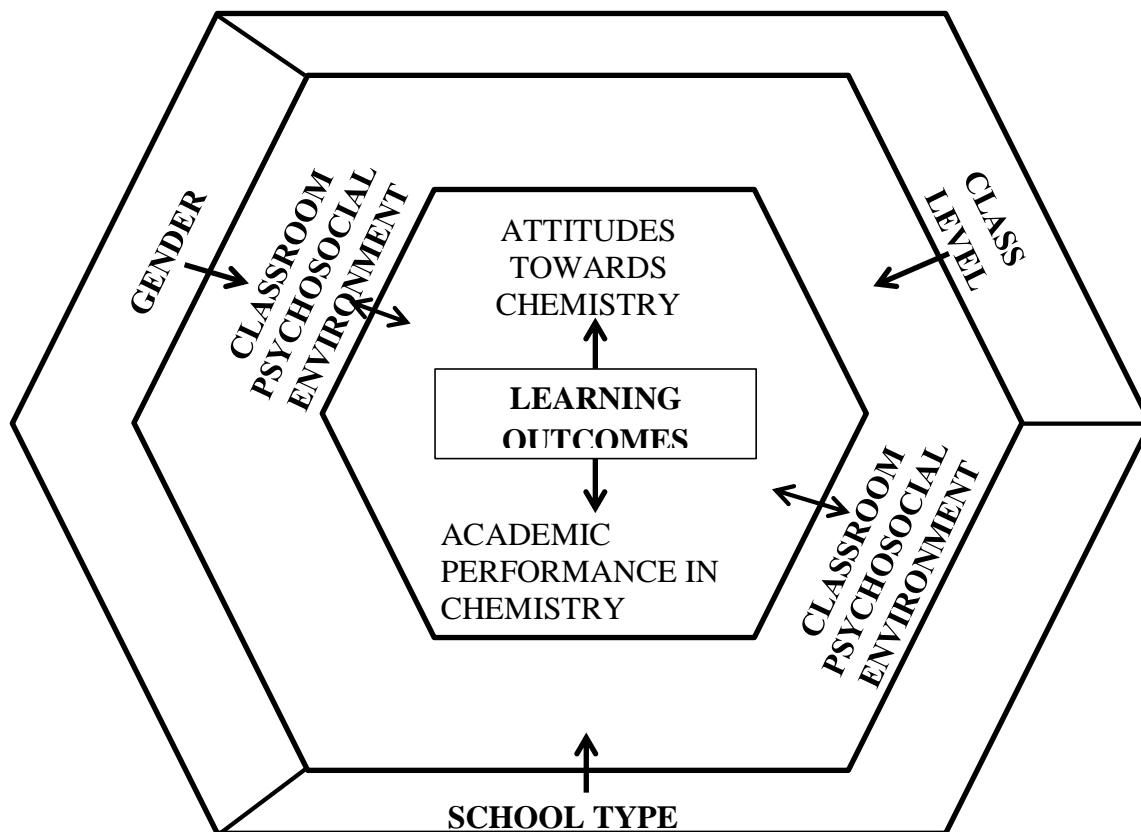 GENDER
CLASSROOM
PSYCHOSOCIAL
ENVIRONMENT
ATTITUDES
TOWARDS
CHEMISTRY
CLASS
LEVEL
LEARNING
OUTCOMES
ACADEMIC
PERFORMANCE IN
CHEMISTRY
CLASSROOM
PSYCHOSOCIAL
ENVIRONMENT
SCHOOL TYPE